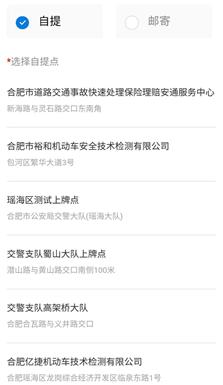 自提
邮寄
*选择自提点
合肥市道路交通事故快速处理保险理赔安通服务中心
新海路与灵石路交口东南角
合肥市裕和机动车安全技术检测有限公司
包河区繁华大道3号
瑶海区测试上牌点
合肥市公安局交警大队(瑶海大队)
交警支队蜀山大队上牌点
潜山路与黄山路交口南侧100米
交警支队高架桥大队
合肥合瓦路与义井路交口
合肥亿捷机动车技术检测有限公司
合肥瑶海区龙岗综合经济开发区临泉东路1号